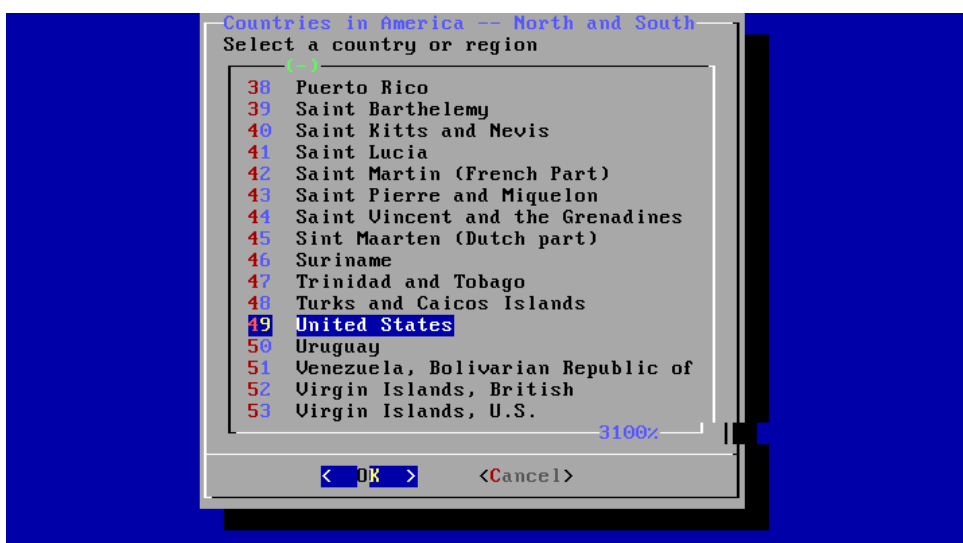 Countries in America -- North and South
Select a country or region
(-)
38 Puerto Rico
39 Saint Barthelemy
40 Saint Kitts and Nevis
41 Saint Lucia
42 Saint Martin (French Part)
43 Saint Pierre and Miquelon
44 Saint Vincent and the Grenadines
45 Sint Maarten (Dutch part)
46 Suriname
47 Trinidad and Tobago
48 Turks and Caicos Islands
49 United States
50 Uruguay
51 Venezuela, Bolivarian Republic of
52 Virgin Islands, British
53 Virgin Islands, U.S.
3100%
< OK > <Cancel>